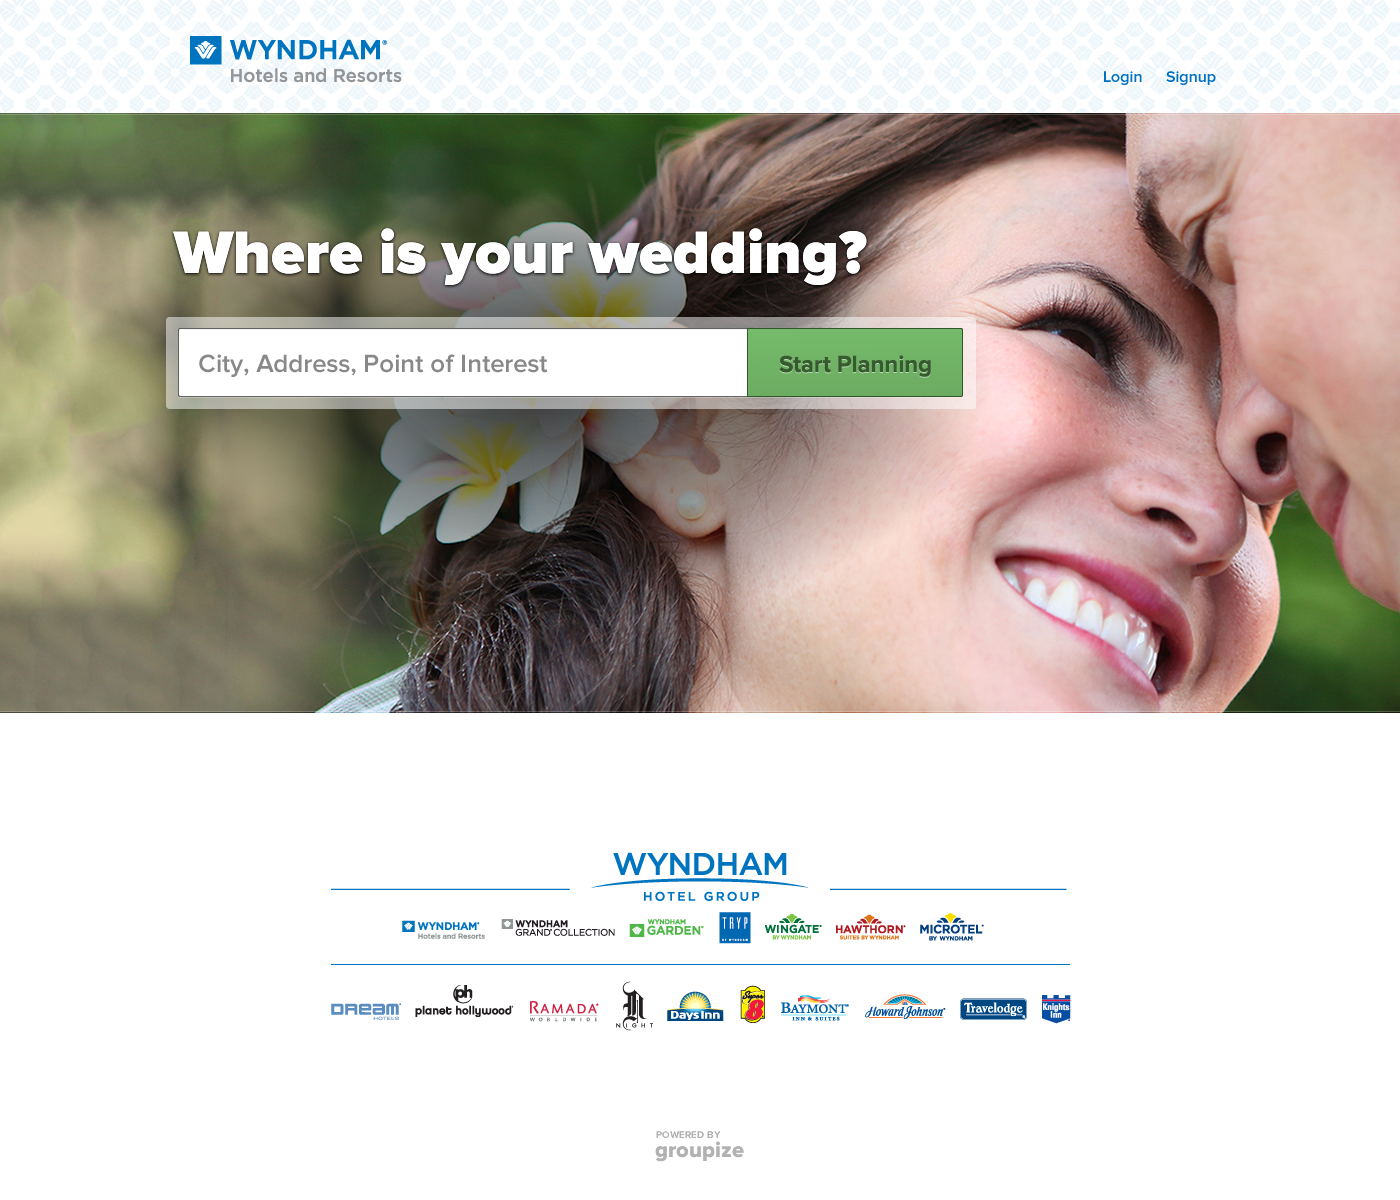 WYNDHAM®
Hotels and Resorts
Login Signup
Where is your wedding?
City, Address, Point of Interest
Start Planning
WYNDHAM
HOTEL GROUP
WYNDHAM®
Hotels and Resorts
WYNDHAM
GRAND COLLECTION
WYNDHAM
GARDEN®
TRYP
BY WYNDHAM
WINGATE®
BY WYNDHAM
HAWTHORN®
SUITES BY WYNDHAM
MICROTEL®
BY WYNDHAM
DREAM®
HOTELS
ph
planet hollywood®
RAMADA®
WORLDWIDE
N
NIGHT
Days Inn
Super
8
BAYMONT®
INN & SUITES
Howard Johnson®
Travelodge
Knights
Inn
POWERED BY
groupize